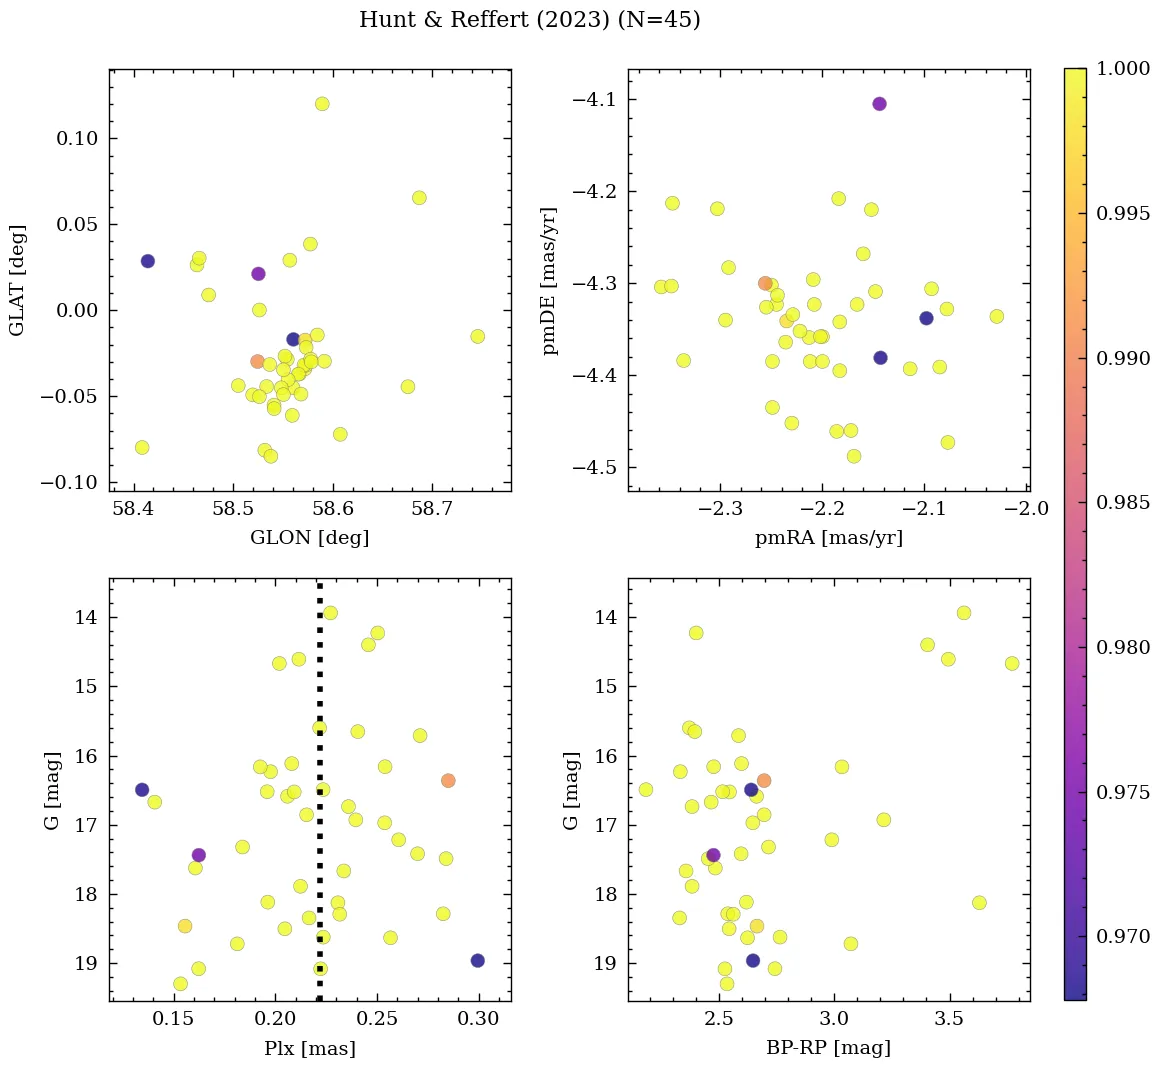 Hunt & Reffert (2023) (N=45)
0.10
0.05
0.00
−0.05
−0.10
GLAT [deg]
58.4 58.5 58.6 58.7
GLON [deg]
−4.1
−4.2
−4.3
−4.4
−4.5
pmDE [mas/yr]
−2.3 −2.2 −2.1 −2.0
pmRA [mas/yr]
14
15
16
17
18
19
G [mag]
0.15 0.20 0.25 0.30
Plx [mas]
14
15
16
17
18
19
G [mag]
2.5 3.0 3.5
BP-RP [mag]
1.000
0.995
0.990
0.985
0.980
0.975
0.970